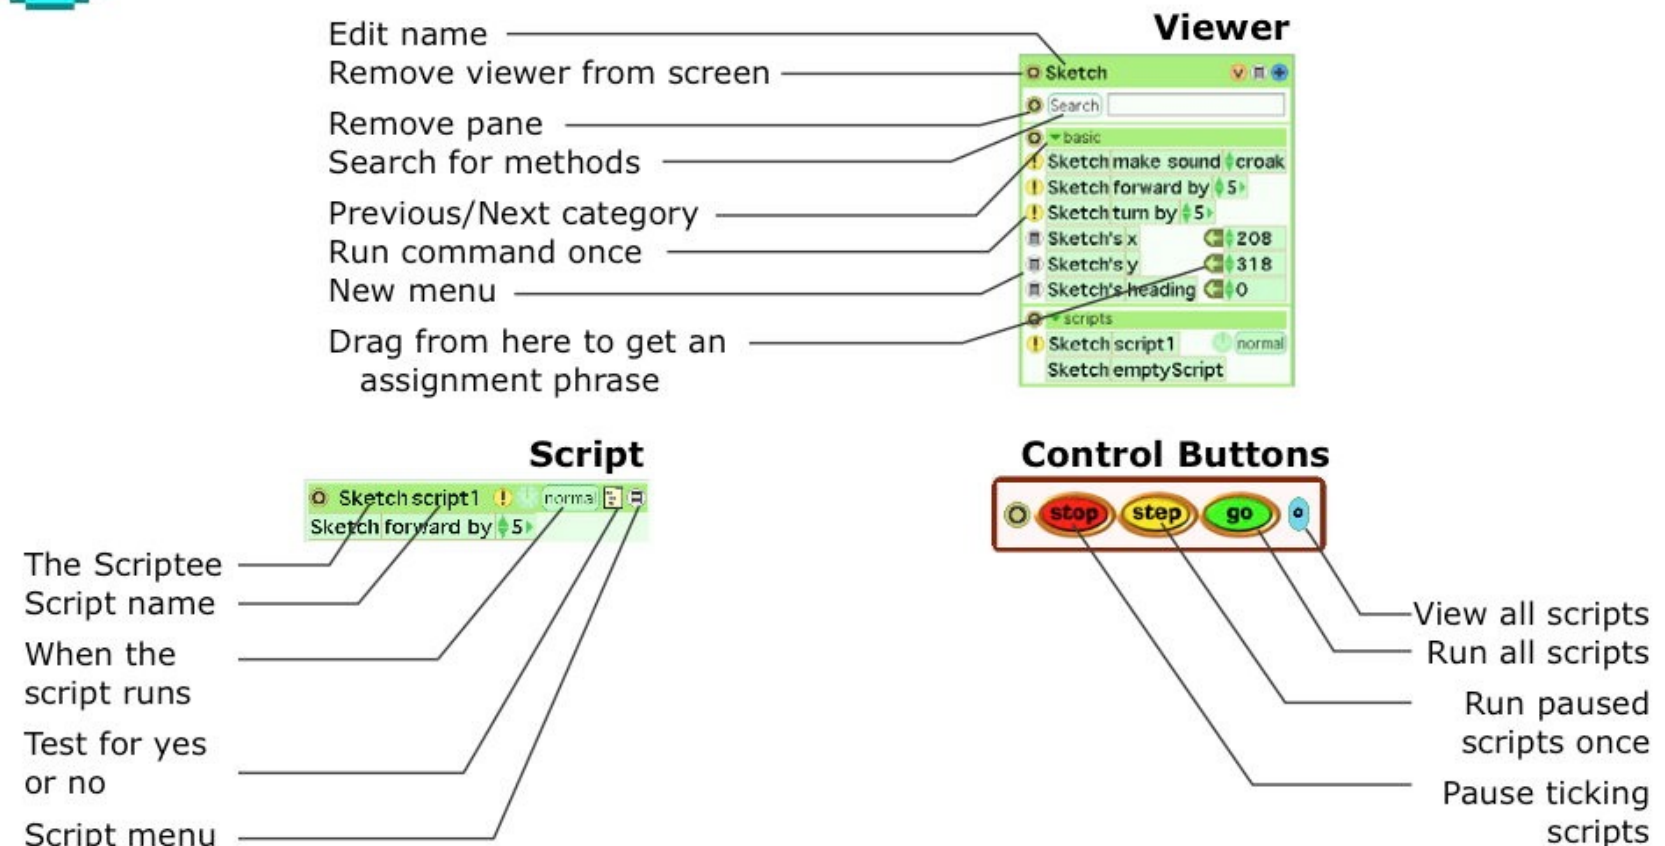 Viewer
Edit name
Remove viewer from screen
Remove pane
Search for methods
Previous/Next category
Run command once
New menu
Drag from here to get an
assignment phrase
Sketch
Search
basic
Sketch make sound croak
Sketch forward by 5
Sketch turn by 5
Sketch's x 208
Sketch's y 318
Sketch's heading 0
scripts
Sketch script1 normal
Sketch emptyScript
Script
Sketch script1 ! normal
Sketch forward by 5
The Scriptee
Script name
When the
script runs
Test for yes
or no
Script menu
Control Buttons
stop step go
View all scripts
Run all scripts
Run paused
scripts once
Pause ticking
scripts